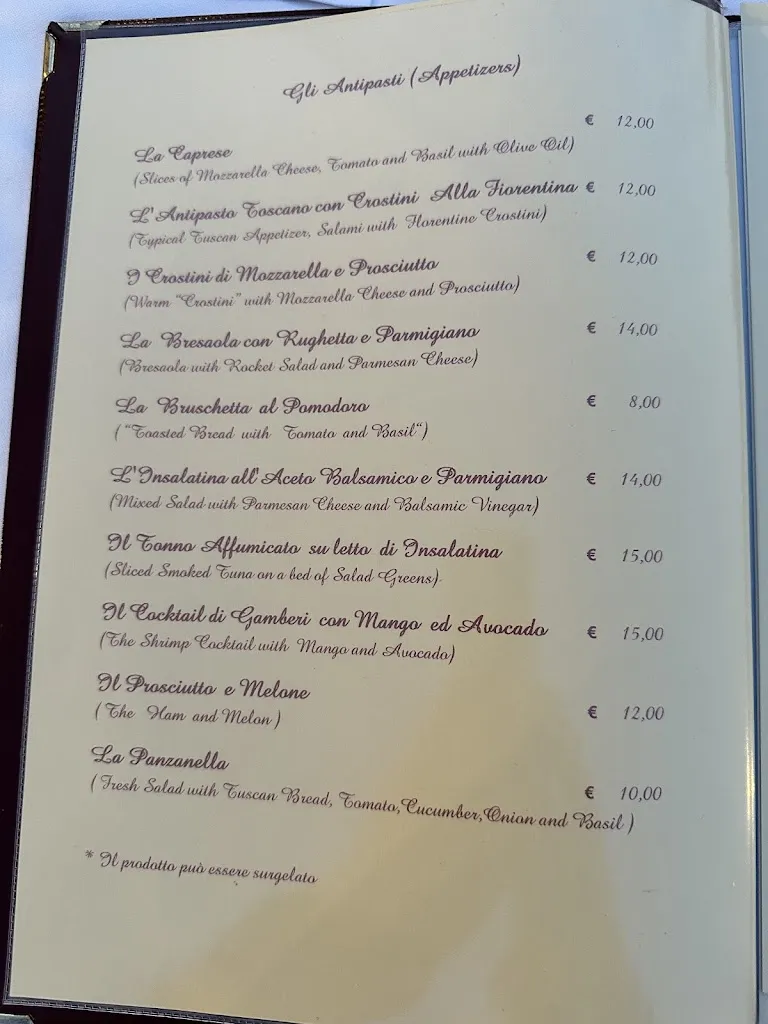 Gli Antipasti (Appetizers)
La Caprese € 12,00
(Slices of Mozzarella Cheese, Tomato and Basil with Olive Oil)
L'Antipasto Toscano con Crostini Alla Fiorentina € 12,00
(Typical Tuscan Appetizer, Salami with Florentine Crostini)
I Crostini di Mozzarella e Prosciutto € 12,00
(Warm "Crostini" with Mozzarella Cheese and Prosciutto)
La Bresaola con Rughetta e Parmigiano € 14,00
(Bresaola with Rocket Salad and Parmesan Cheese)
La Bruschetta al Pomodoro € 8,00
( "Toasted Bread with Tomato and Basil")
L'Insalatina all'Aceto Balsamico e Parmigiano € 14,00
(Mixed Salad with Parmesan Cheese and Balsamic Vinegar)
Il Tonno Affumicato su letto di Insalatina € 15,00
(Sliced Smoked Tuna on a bed of Salad Greens)
Il Cocktail di Gamberi con Mango ed Avocado € 15,00
(The Shrimp Cocktail with Mango and Avocado)
Il Prosciutto e Melone € 12,00
( The Ham and Melon )
La Panzanella € 10,00
( Fresh Salad with Tuscan Bread, Tomato, Cucumber, Onion and Basil )
* Il prodotto può essere surgelato